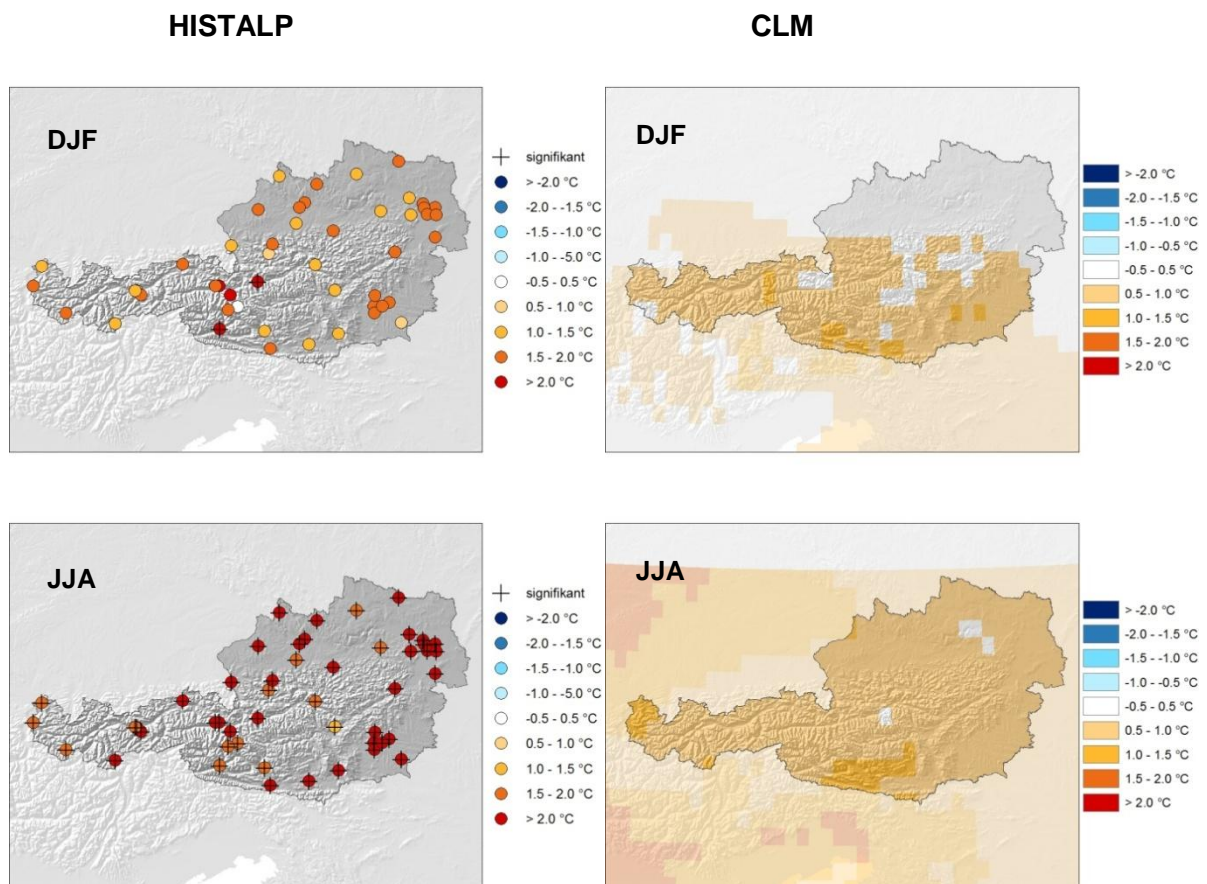 HISTALP
CLM
DJF
signifikant
> -2.0 °C
-2.0 - -1.5 °C
-1.5 - -1.0 °C
-1.0 - -5.0 °C
-0.5 - 0.5 °C
0.5 - 1.0 °C
1.0 - 1.5 °C
1.5 - 2.0 °C
> 2.0 °C
DJF
> -2.0 °C
-2.0 - -1.5 °C
-1.5 - -1.0 °C
-1.0 - -0.5 °C
-0.5 - 0.5 °C
0.5 - 1.0 °C
1.0 - 1.5 °C
1.5 - 2.0 °C
> 2.0 °C
JJA
signifikant
> -2.0 °C
-2.0 - -1.5 °C
-1.5 - -1.0 °C
-1.0 - -5.0 °C
-0.5 - 0.5 °C
0.5 - 1.0 °C
1.0 - 1.5 °C
1.5 - 2.0 °C
> 2.0 °C
JJA
> -2.0 °C
-2.0 - -1.5 °C
-1.5 - -1.0 °C
-1.0 - -0.5 °C
-0.5 - 0.5 °C
0.5 - 1.0 °C
1.0 - 1.5 °C
1.5 - 2.0 °C
> 2.0 °C